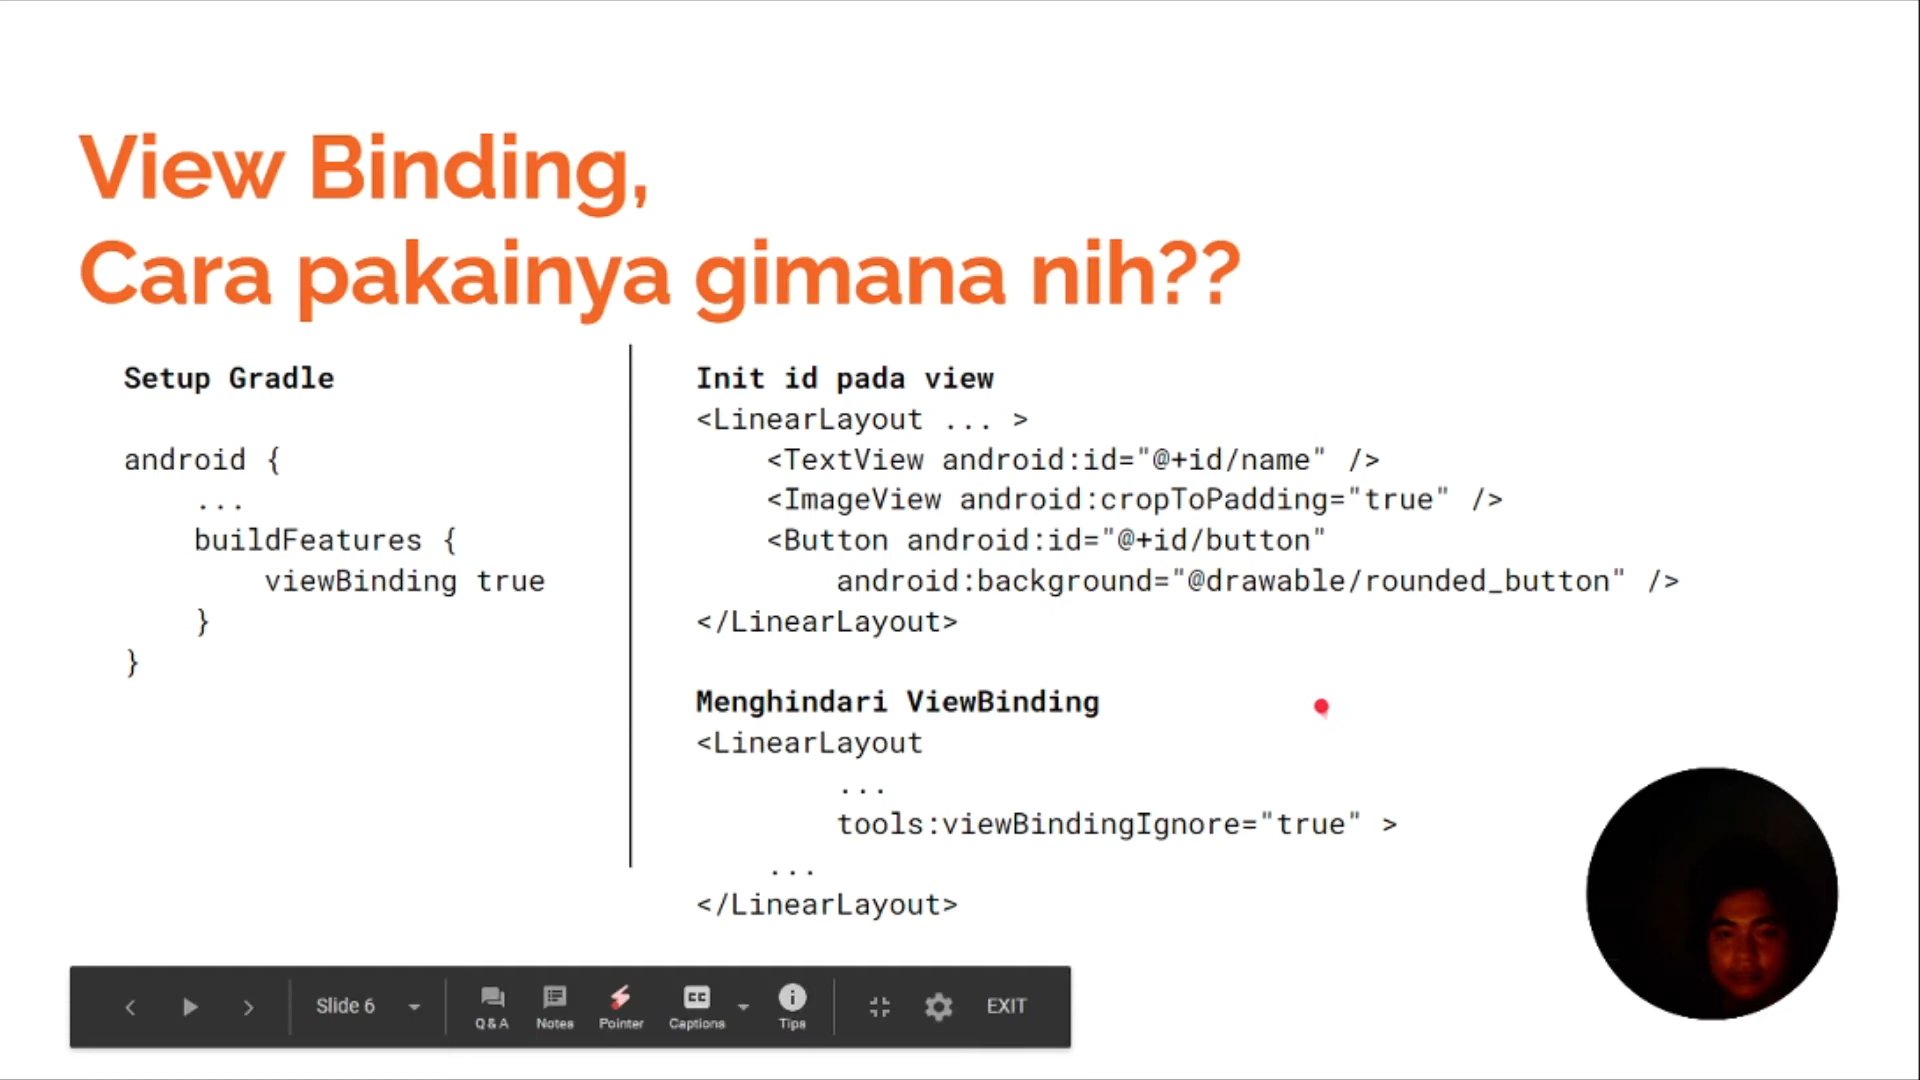 View Binding,
Cara pakainya gimana nih??
Setup Gradle
android {
    ...
    buildFeatures {
        viewBinding true
    }
}
Init id pada view
<LinearLayout ... >
    <TextView android:id="@+id/name" />
    <ImageView android:cropToPadding="true" />
    <Button android:id="@+id/button"
        android:background="@drawable/rounded_button" />
</LinearLayout>
Menghindari ViewBinding
<LinearLayout
        ...
        tools:viewBindingIgnore="true" >
    ...
</LinearLayout>
Slide 6
Q&A
Notes
Pointer
CC
Captions
Tips
EXIT